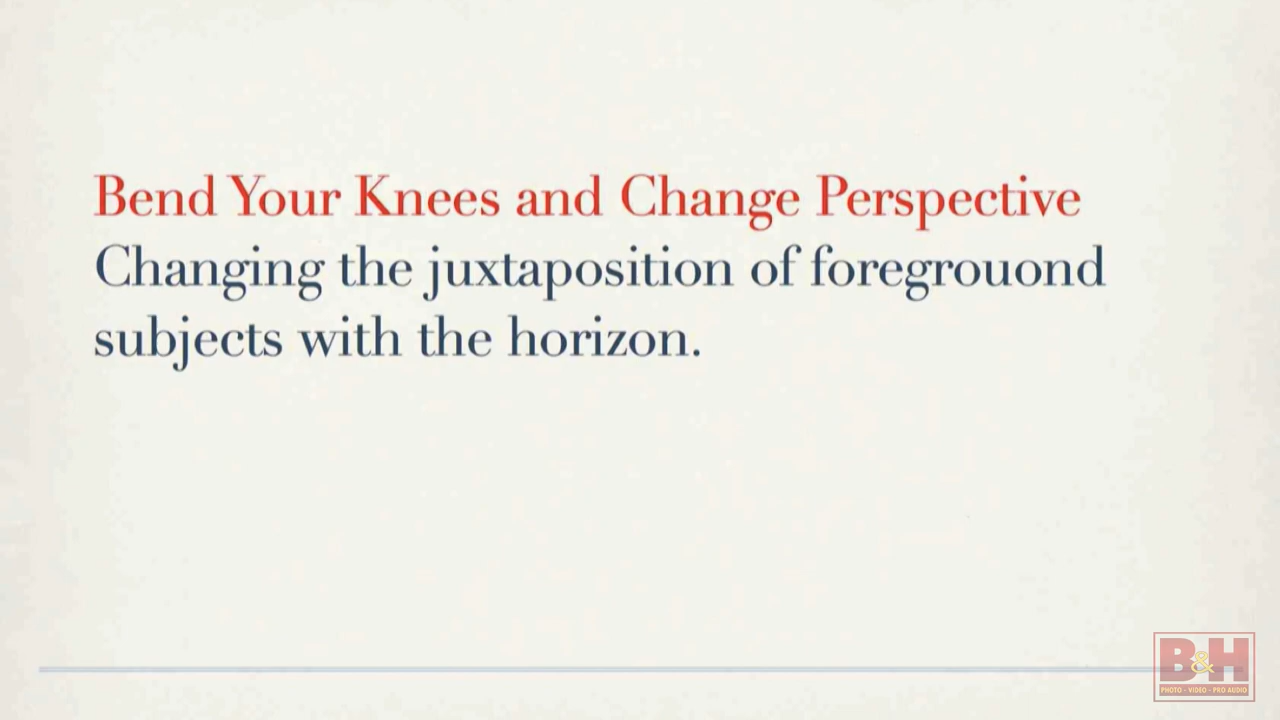 Bend Your Knees and Change Perspective
Changing the juxtaposition of foregrouond
subjects with the horizon.
B&H
PHOTO - VIDEO - PRO AUDIO